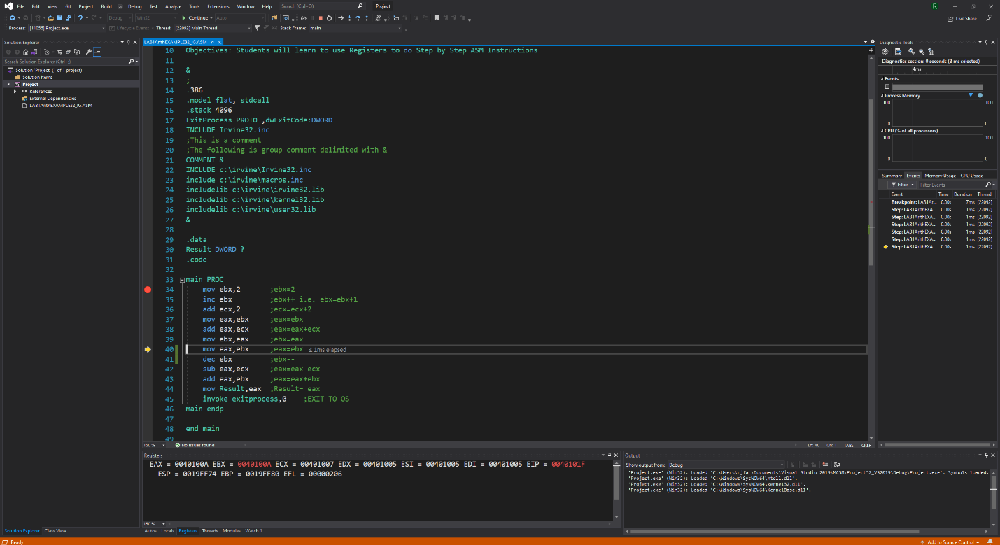 File Edit View Git Project Build Debug Test Analyze Tools Extensions Window Help Search (Ctrl+Q) Project R
Debug Win32 Continue Auto Live Share
Process: [11056] Project.exe Lifecycle Events Thread: [22092] Main Thread Stack Frame: main
Solution Explorer
Search Solution Explorer (Ctrl+;)
Solution 'Project' (1 of 1 project)
Solution Items
Project
References
External Dependencies
LAB1ArithEXAMPLE32_IG.ASM
Solution Explorer Class View
LAB1ArithEXAMPLE32_IG.ASM
10 Objectives: Students will learn to use Registers to do Step by Step ASM Instructions
11
12 &
13 ;
14 .386
15 .model flat, stdcall
16 .stack 4096
17 ExitProcess PROTO ,dwExitCode:DWORD
18 INCLUDE Irvine32.inc
19 ;This is a comment
20 ;The following is group comment delimited with &
21 COMMENT &
22 INCLUDE c:\irvine\Irvine32.inc
23 include c:\irvine\macros.inc
24 includelib c:\irvine\irvine32.lib
25 includelib c:\irvine\kernel32.lib
26 includelib c:\irvine\user32.lib
27 &
28
29 .data
30 Result DWORD ?
31 .code
32
33 main PROC
34 mov ebx,2 ;ebx=2
35 inc ebx ;ebx++ i.e. ebx=ebx+1
36 add ecx,2 ;ecx=ecx+2
37 mov eax,ebx ;eax=ebx
38 add eax,ecx ;eax=eax+ecx
39 mov ebx,eax ;ebx=eax
40 mov eax,ebx ;eax=ebx ≤ 1ms elapsed
41 dec ebx ;ebx--
42 sub eax,ecx ;eax=eax-ecx
43 add eax,ebx ;eax=eax+ebx
44 mov Result,eax ;Result= eax
45 invoke exitprocess,0 ;EXIT TO OS
46 main endp
47
48 end main
49
150 % No issues found Ln: 40 Ch: 1 TABS CRLF
Registers
EAX = 0040100A EBX = 0040100A ECX = 00401007 EDX = 00401005 ESI = 00401005 EDI = 00401005 EIP = 0040101F
ESP = 0019FF74 EBP = 0019FF80 EFL = 00000206
150 %
Autos Locals Registers Threads Modules Watch 1
Output
Show output from: Debug
'Project.exe' (Win32): Loaded 'C:\Users\rjfar\Documents\Visual Studio 2019\MASM\Project32_VS2019\Debug\Project.exe'. Symbols loaded.
'Project.exe' (Win32): Loaded 'C:\Windows\SysWOW64\ntdll.dll'.
'Project.exe' (Win32): Loaded 'C:\Windows\SysWOW64\kernel32.dll'.
'Project.exe' (Win32): Loaded 'C:\Windows\SysWOW64\KernelBase.dll'.
Diagnostic Tools
Diagnostics session: 0 seconds (8 ms selected)
4ms
Events
Process Memory
100 100
0 0
CPU (% of all processors)
100 100
0 0
Summary Events Memory Usage CPU Usage
Filter Filter Events
Event Time Duration Thread
Breakpoint: LAB1Ar... 0.00s 7ms [22092]
Step: LAB1ArithEXA... 0.00s 1ms [22092]
Step: LAB1ArithEXA... 0.00s 1ms [22092]
Step: LAB1ArithEXA... 0.00s 1ms [22092]
Step: LAB1ArithEXA... 0.00s 1ms [22092]
Step: LAB1ArithEXA... 0.00s 1ms [22092]
Step: LAB1ArithEXA... 0.00s 1ms [22092]
Ready Add to Source Control